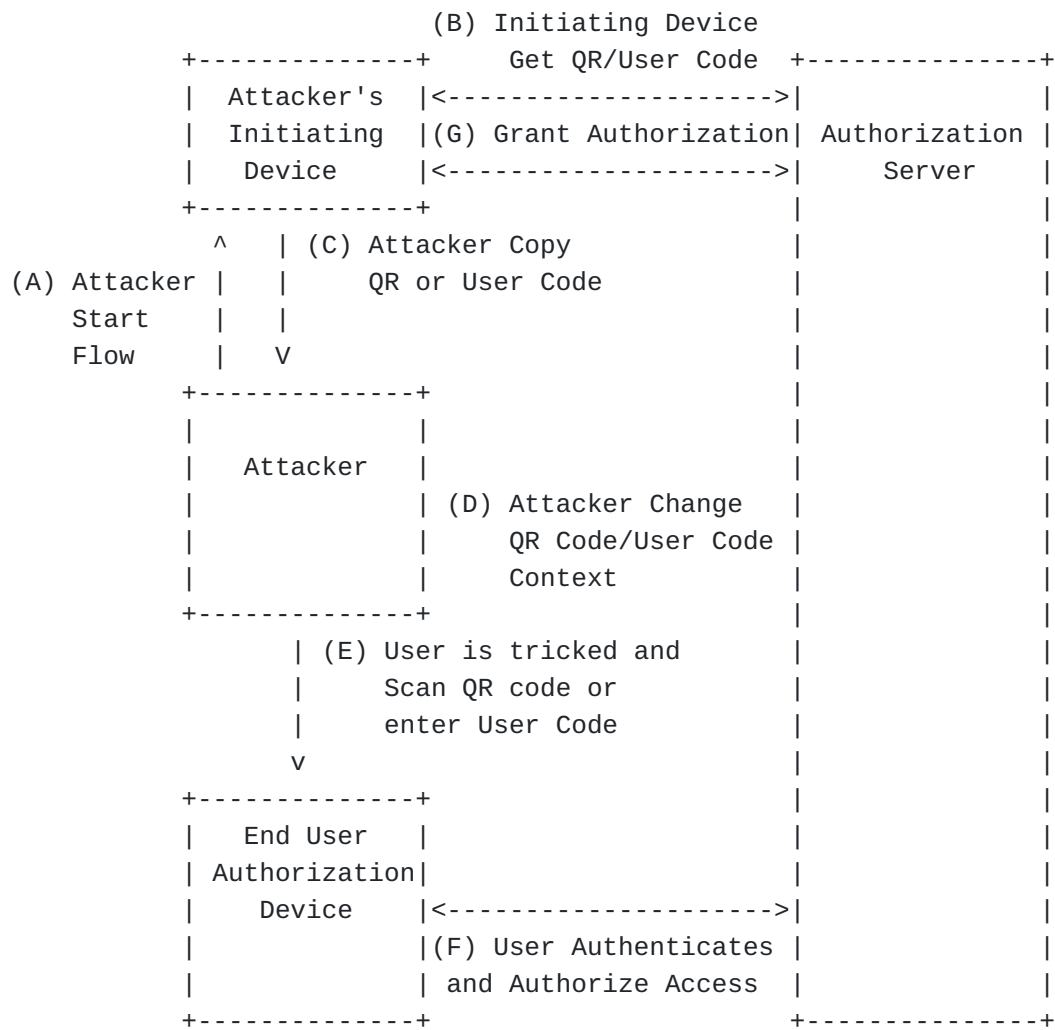 (B) Initiating Device
           +--------------+     Get QR/User Code  +---------------+
           |  Attacker's  |<--------------------->|               |
           |  Initiating  |(G) Grant Authorization| Authorization |
           |   Device     |<--------------------->|     Server    |
           +--------------+                       |               |
             ^   | (C) Attacker Copy              |               |
(A) Attacker |   |     QR or User Code            |               |
    Start    |   |                                |               |
    Flow     |   V                                |               |
           +--------------+                       |               |
           |              |                       |               |
           |   Attacker   |                       |               |
           |              | (D) Attacker Change   |               |
           |              |     QR Code/User Code |               |
           |              |     Context           |               |
           +--------------+                       |               |
                  | (E) User is tricked and       |               |
                  |     Scan QR code or           |               |
                  |     enter User Code           |               |
                  v                               |               |
           +--------------+                       |               |
           |   End User   |                       |               |
           | Authorization|                       |               |
           |    Device    |<--------------------->|               |
           |              |(F) User Authenticates |               |
           |              | and Authorize Access  |               |
           +--------------+                       +---------------+